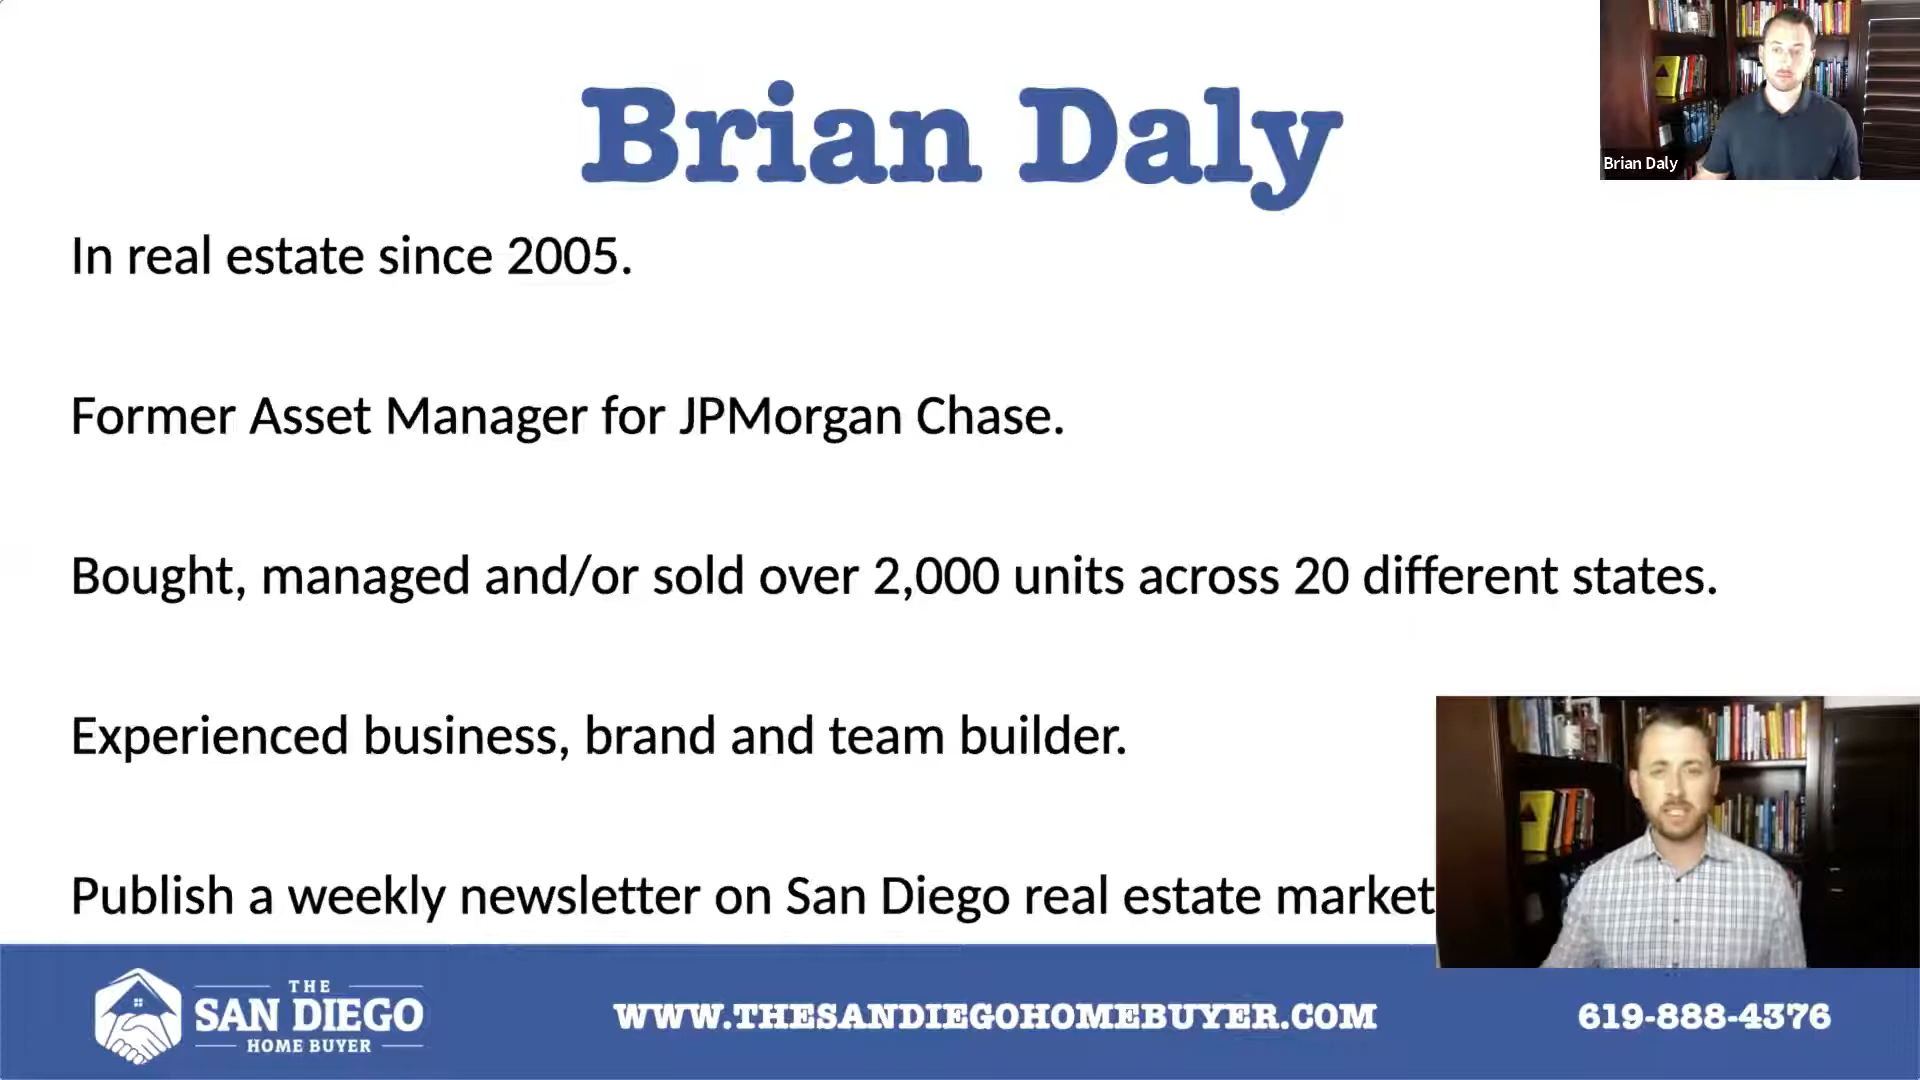 Brian Daly
Brian Daly
In real estate since 2005.
Former Asset Manager for JPMorgan Chase.
Bought, managed and/or sold over 2,000 units across 20 different states.
Experienced business, brand and team builder.
Publish a weekly newsletter on San Diego real estate market
THE
SAN DIEGO
HOME BUYER
WWW.THESANDIEGOHOMEBUYER.COM
619-888-4376